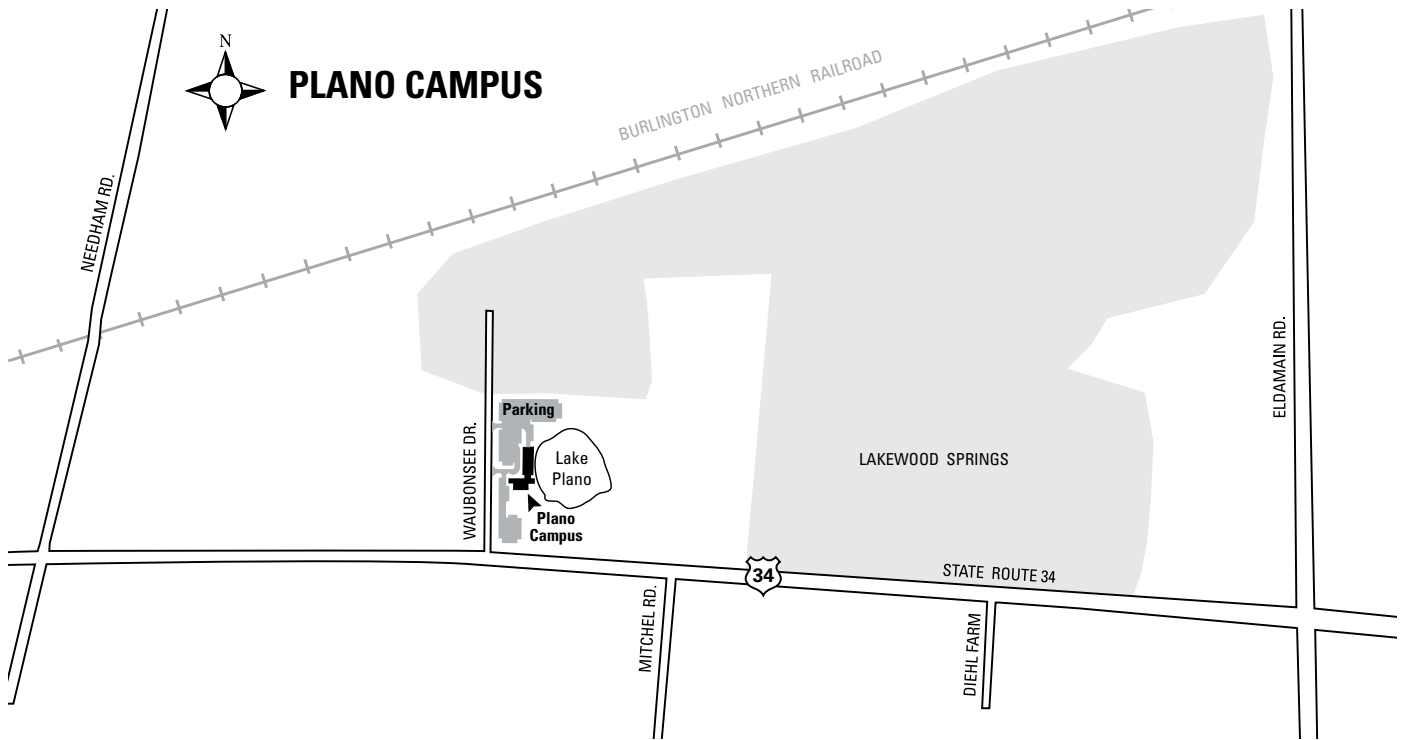 N
PLANO CAMPUS
BURLINGTON NORTHERN RAILROAD
NEEDHAM RD.
ELDAMAIN RD.
Parking
WAUBONSEE DR.
Lake
Plano
LAKEWOOD SPRINGS
Plano
Campus
34
STATE ROUTE 34
MITCHEL RD.
DIEHL FARM